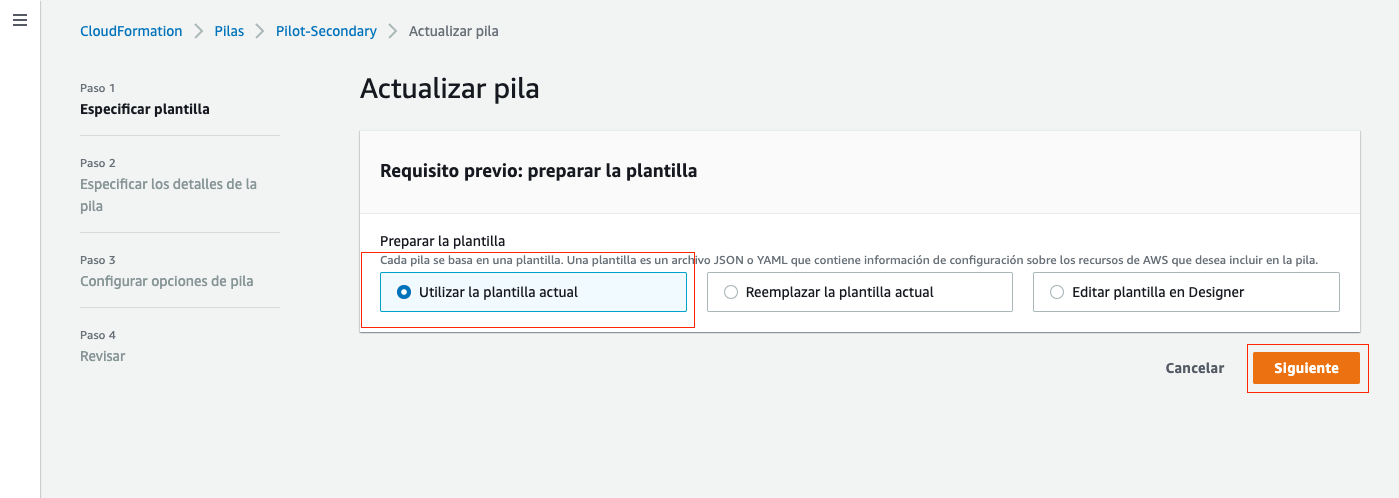 CloudFormation > Pilas > Pilot-Secondary > Actualizar pila
Paso 1
Especificar plantilla
Paso 2
Especificar los detalles de la
pila
Paso 3
Configurar opciones de pila
Paso 4
Revisar
Actualizar pila
Requisito previo: preparar la plantilla
Preparar la plantilla
Cada pila se basa en una plantilla. Una plantilla es un archivo JSON o YAML que contiene información de configuración sobre los recursos de AWS que desea incluir en la pila.
Utilizar la plantilla actual
Reemplazar la plantilla actual
Editar plantilla en Designer
Cancelar
Siguiente